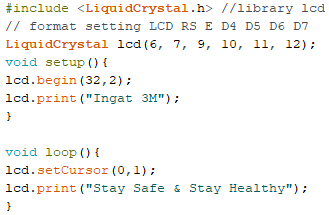 #include <LiquidCrystal.h> //library lcd
// format setting LCD RS E D4 D5 D6 D7
LiquidCrystal lcd(6, 7, 9, 10, 11, 12);
void setup(){
lcd.begin(32,2);
lcd.print("Ingat 3M");
}

void loop(){
lcd.setCursor(0,1);
lcd.print("Stay Safe & Stay Healthy");
}